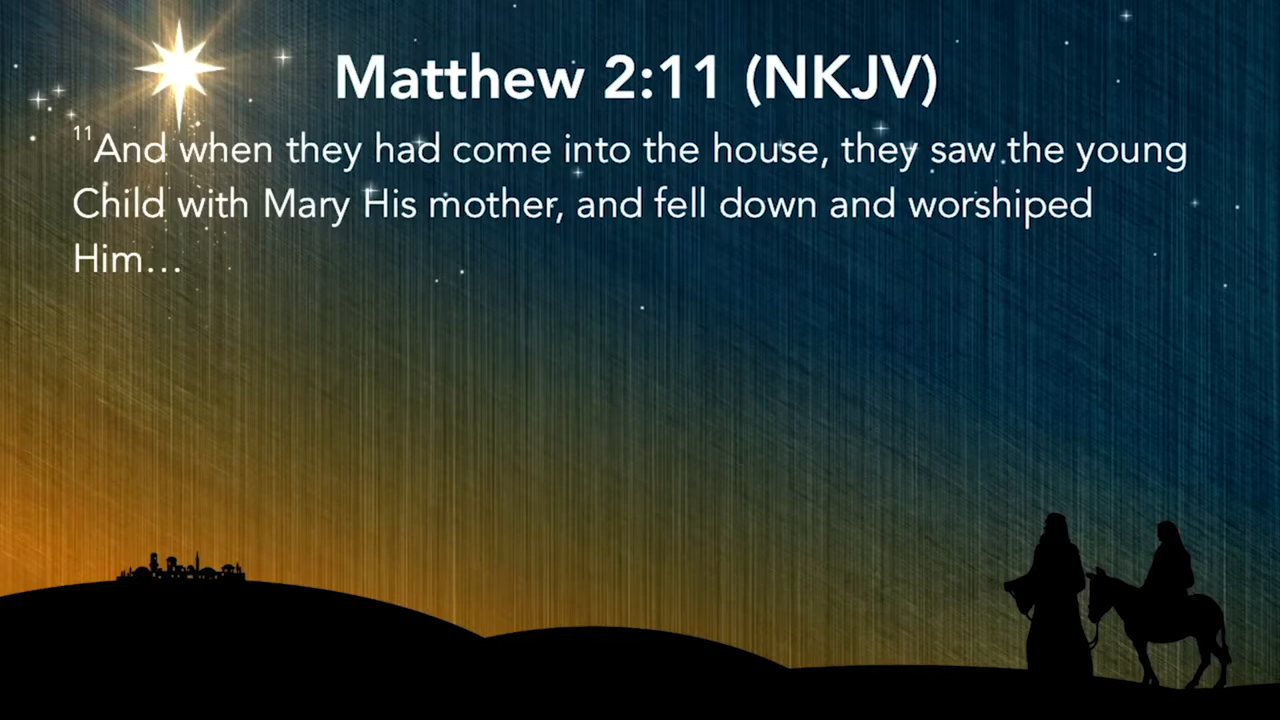 Matthew 2:11 (NKJV)
¹¹And when they had come into the house, they saw the young
Child with Mary His mother, and fell down and worshiped
Him…